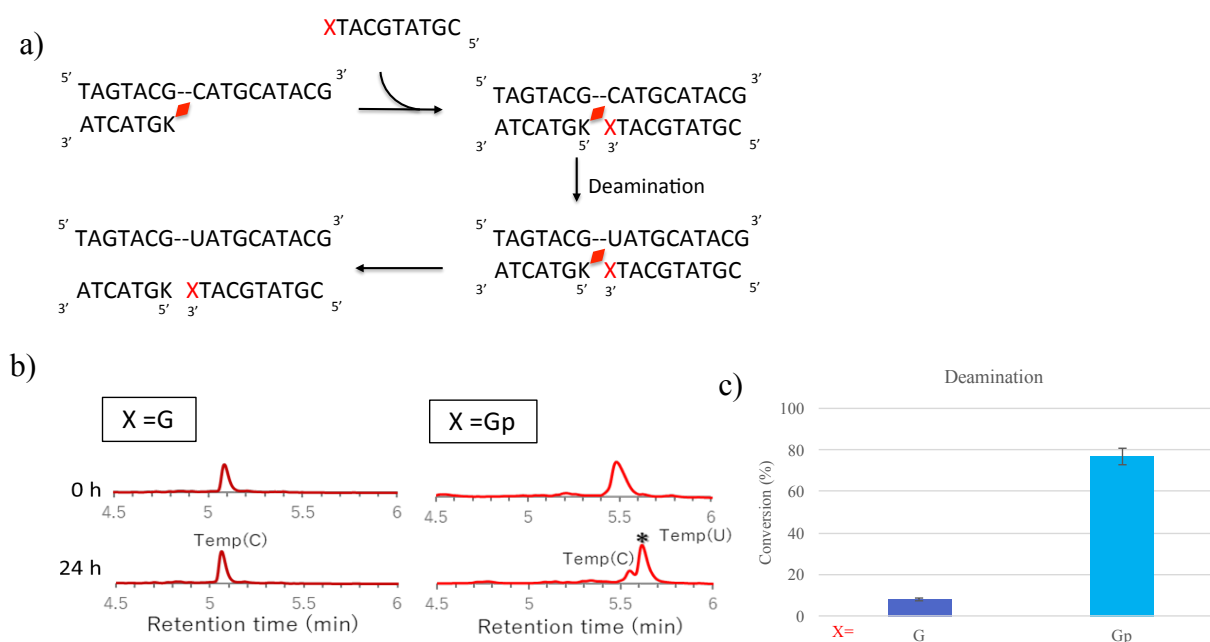 a)
XTACGTATGC 5’
5’ 3’
TAGTACG--CATGCATACG
ATCATGK
3’
5’ 3’
TAGTACG--CATGCATACG
ATCATGK XTACGTATGC
3’ 5’ 3’ 5’
Deamination
5’ 3’
TAGTACG--UATGCATACG
ATCATGK XTACGTATGC
3’ 5’ 3’ 5’
5’ 3’
TAGTACG--UATGCATACG
ATCATGK XTACGTATGC
3’ 5’ 3’ 5’
b)
X =G
X =Gp
0 h
4.5 5 5.5 6
4.5 5 5.5 6
24 h
Temp(C)
Temp(C)
*
Temp(U)
4.5 5 5.5 6
4.5 5 5.5 6
Retention time (min)
Retention time (min)
c)
Deamination
Conversion (%)
100
80
60
40
20
0
X= G Gp